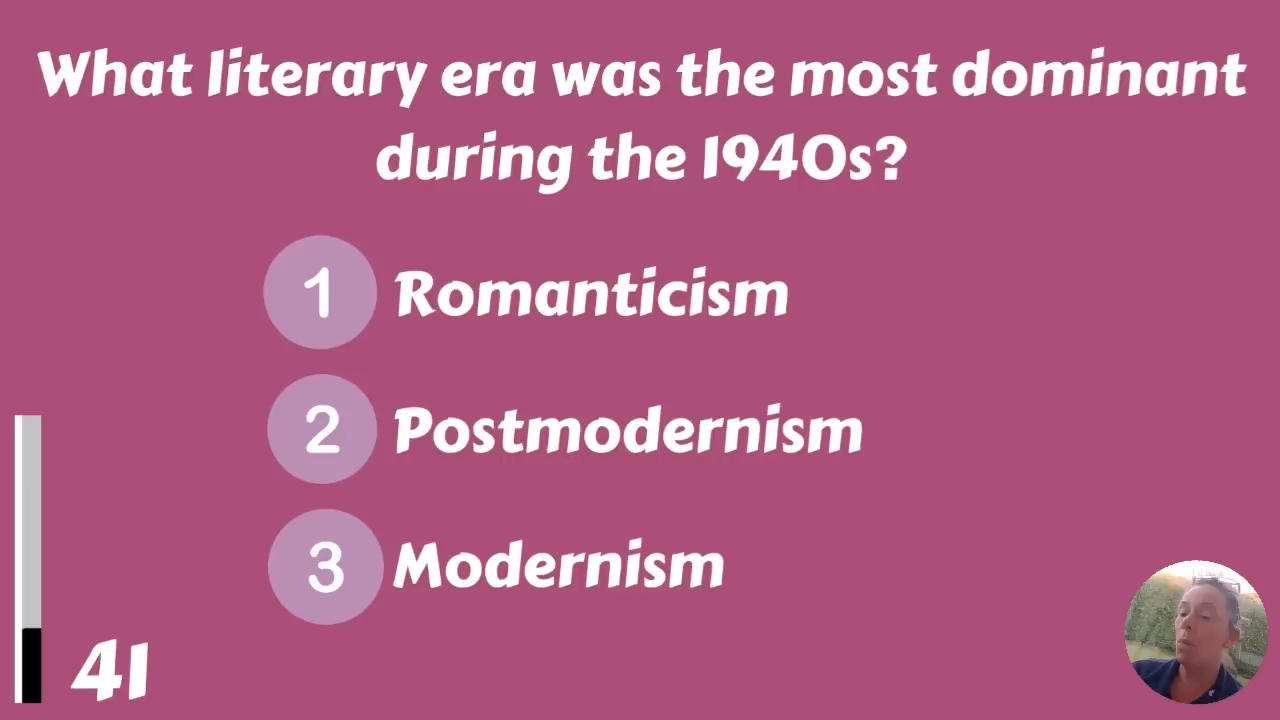 What literary era was the most dominant
during the 1940s?
1 Romanticism
2 Postmodernism
3 Modernism
41